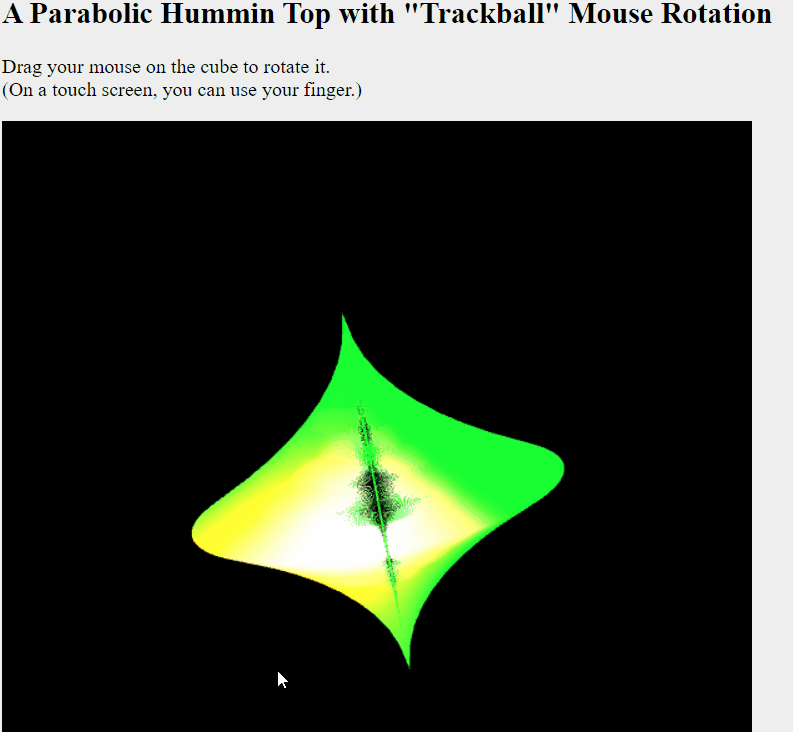 A Parabolic Hummin Top with "Trackball" Mouse Rotation
Drag your mouse on the cube to rotate it.
(On a touch screen, you can use your finger.)